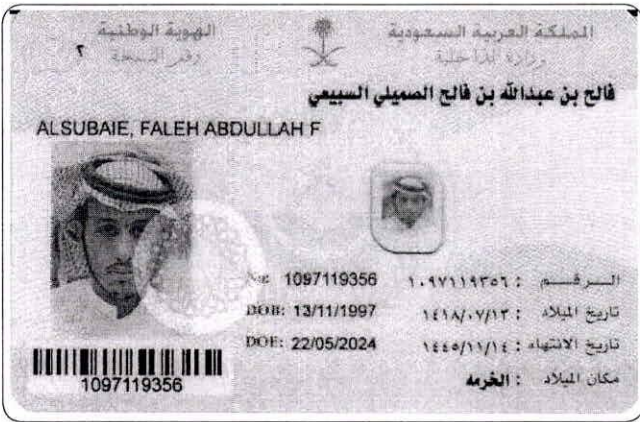 المملكة العربية السعودية
وزارة الداخلية
الهوية الوطنية
رقم النسخة ٢
فالح بن عبدالله بن فالح الصميلي السبيعي
ALSUBAIE, FALEH ABDULLAH F
الرقم : ١٠٩٧١١٩٣٥٦ 1097119356 No:
تاريخ الميلاد : ١٤١٨/٠٧/١٣ DOB: 13/11/1997
تاريخ الانتهاء : ١٤٤٥/١١/١٤ DOE: 22/05/2024
مكان الميلاد : الخرمه
1097119356